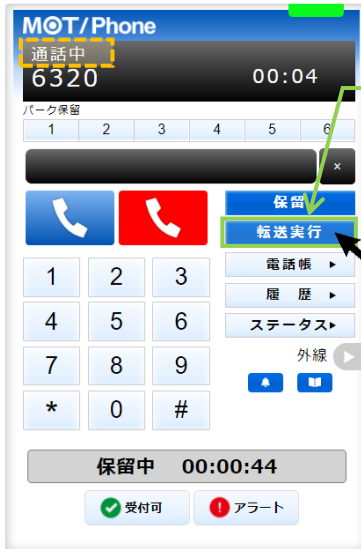 MOT/Phone
通話中
6320 00:04
パーク保留
1 2 3 4 5 6
×
保留
転送実行
電話帳 ▸
履 歴 ▸
ステータス▸
外線
1 2 3
4 5 6
7 8 9
* 0 #
保留中 00:00:44
受付可 アラート